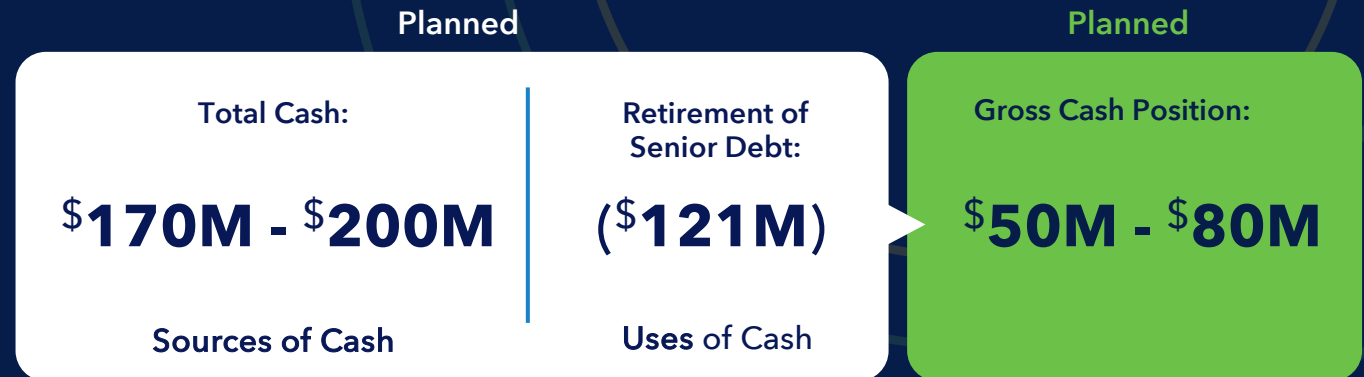 Planned
Total Cash:
$170M - $200M
Sources of Cash
Retirement of
Senior Debt:
($121M)
Uses of Cash
Planned
Gross Cash Position:
$50M - $80M